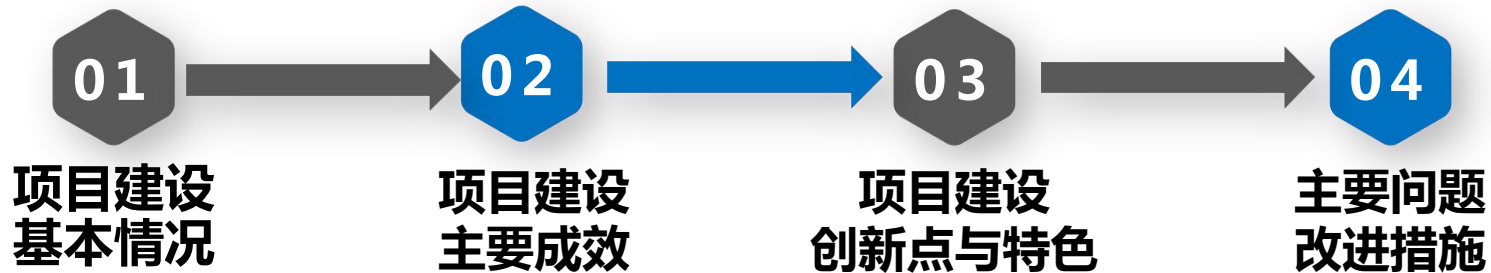 01
项目建设
基本情况
02
项目建设
主要成效
03
项目建设
创新点与特色
04
主要问题
改进措施